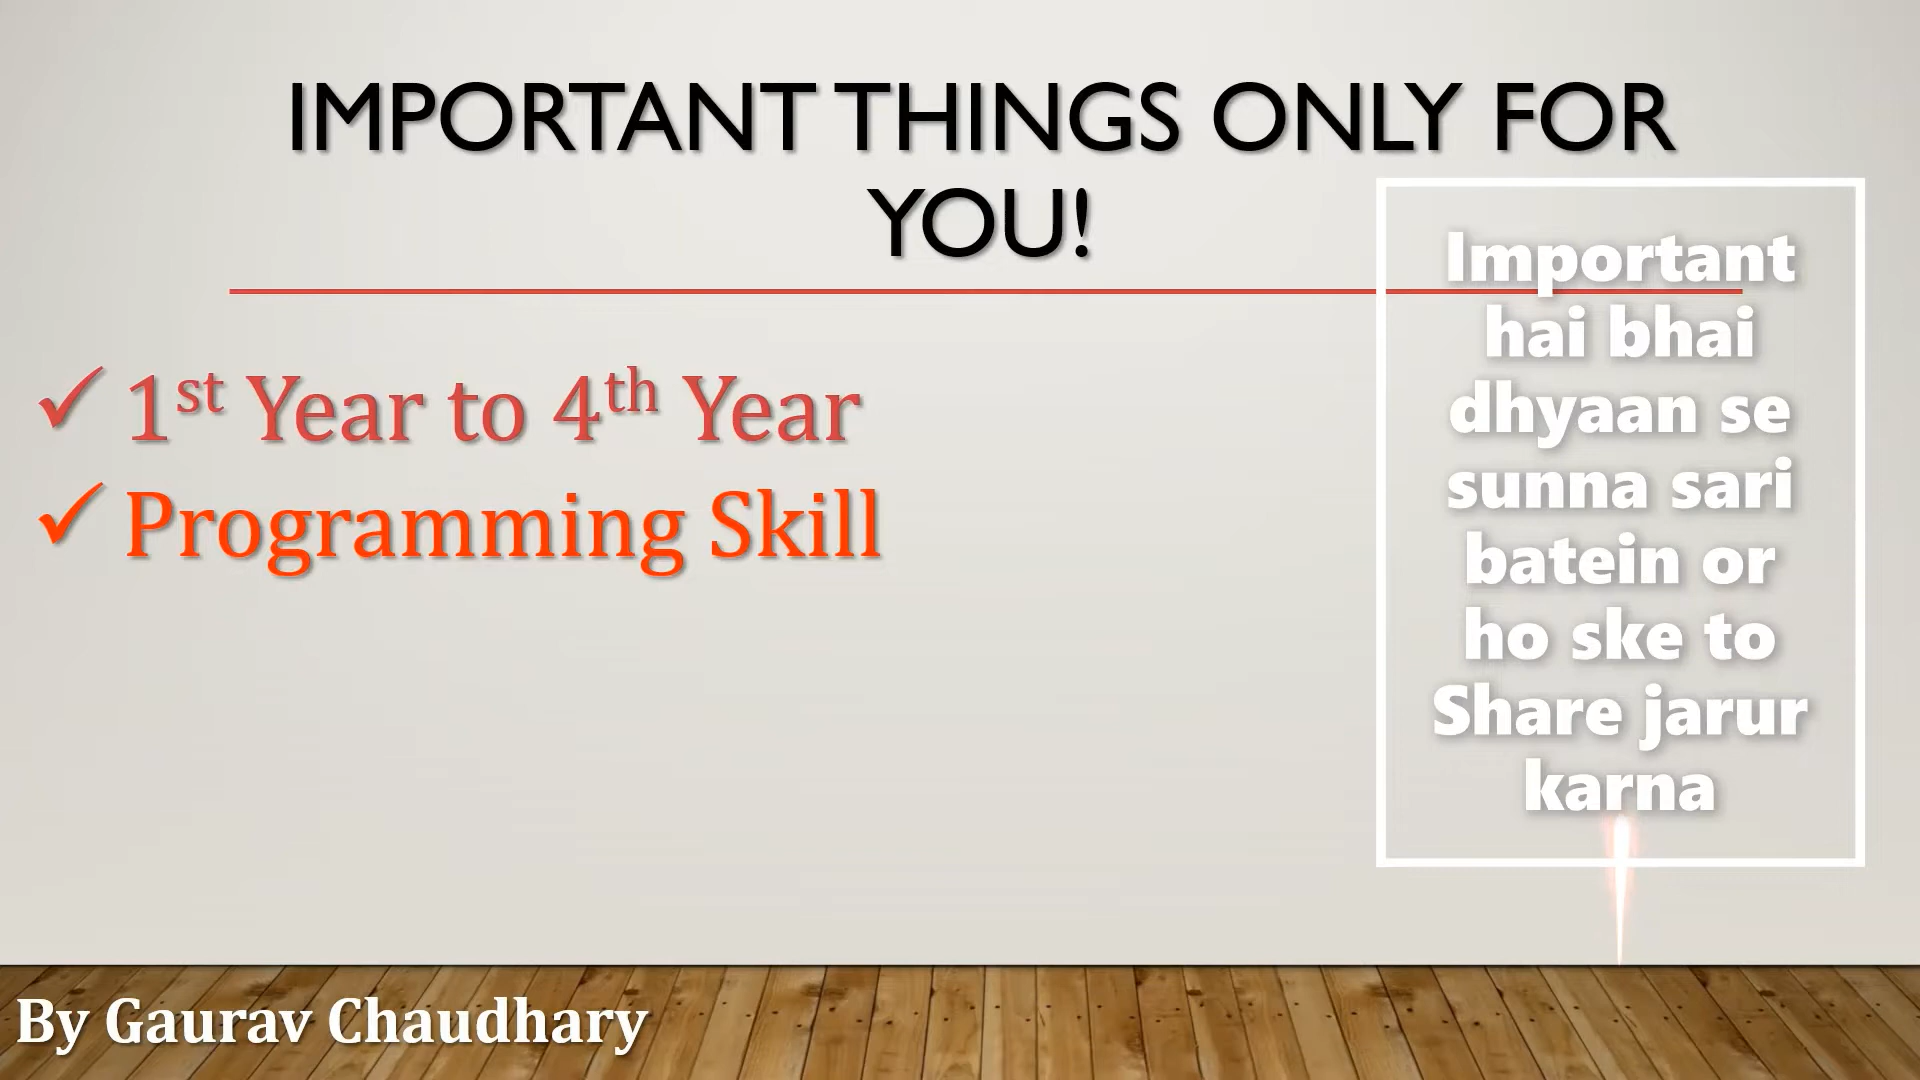 IMPORTANT THINGS ONLY FOR
YOU!
✓ 1st Year to 4th Year
✓ Programming Skill
Important
hai bhai
dhyaan se
sunna sari
batein or
ho ske to
Share jarur
karna
By Gaurav Chaudhary